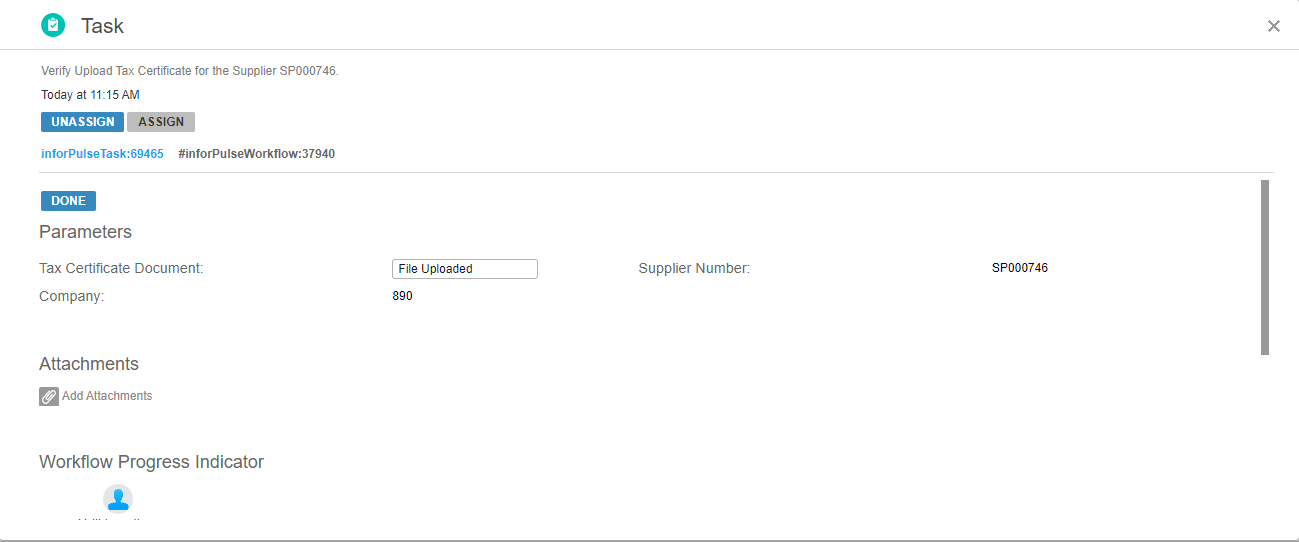 Task
Verify Upload Tax Certificate for the Supplier SP000746.
Today at 11:15 AM
UNASSIGN ASSIGN
inforPulseTask:69465 #inforPulseWorkflow:37940
DONE
Parameters
Tax Certificate Document: File Uploaded Supplier Number: SP000746
Company: 890
Attachments
Add Attachments
Workflow Progress Indicator